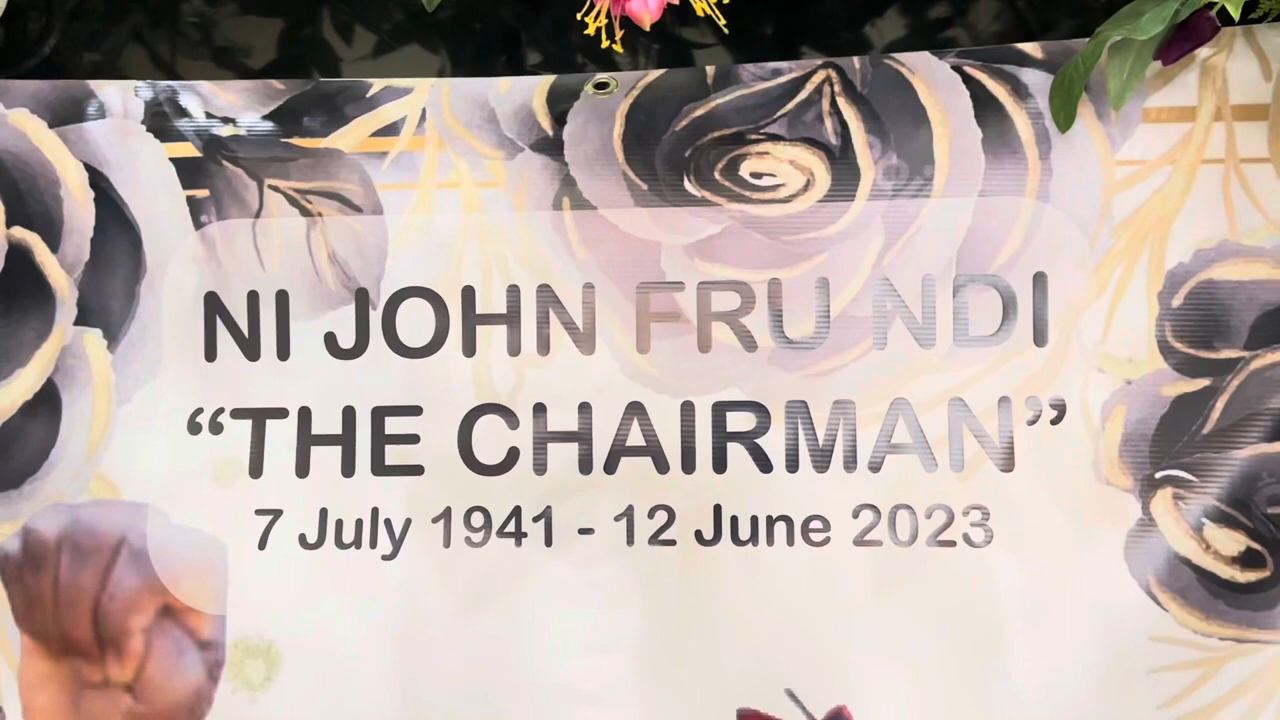 NI JOHN FRU NDI
“THE CHAIRMAN”
7 July 1941 - 12 June 2023